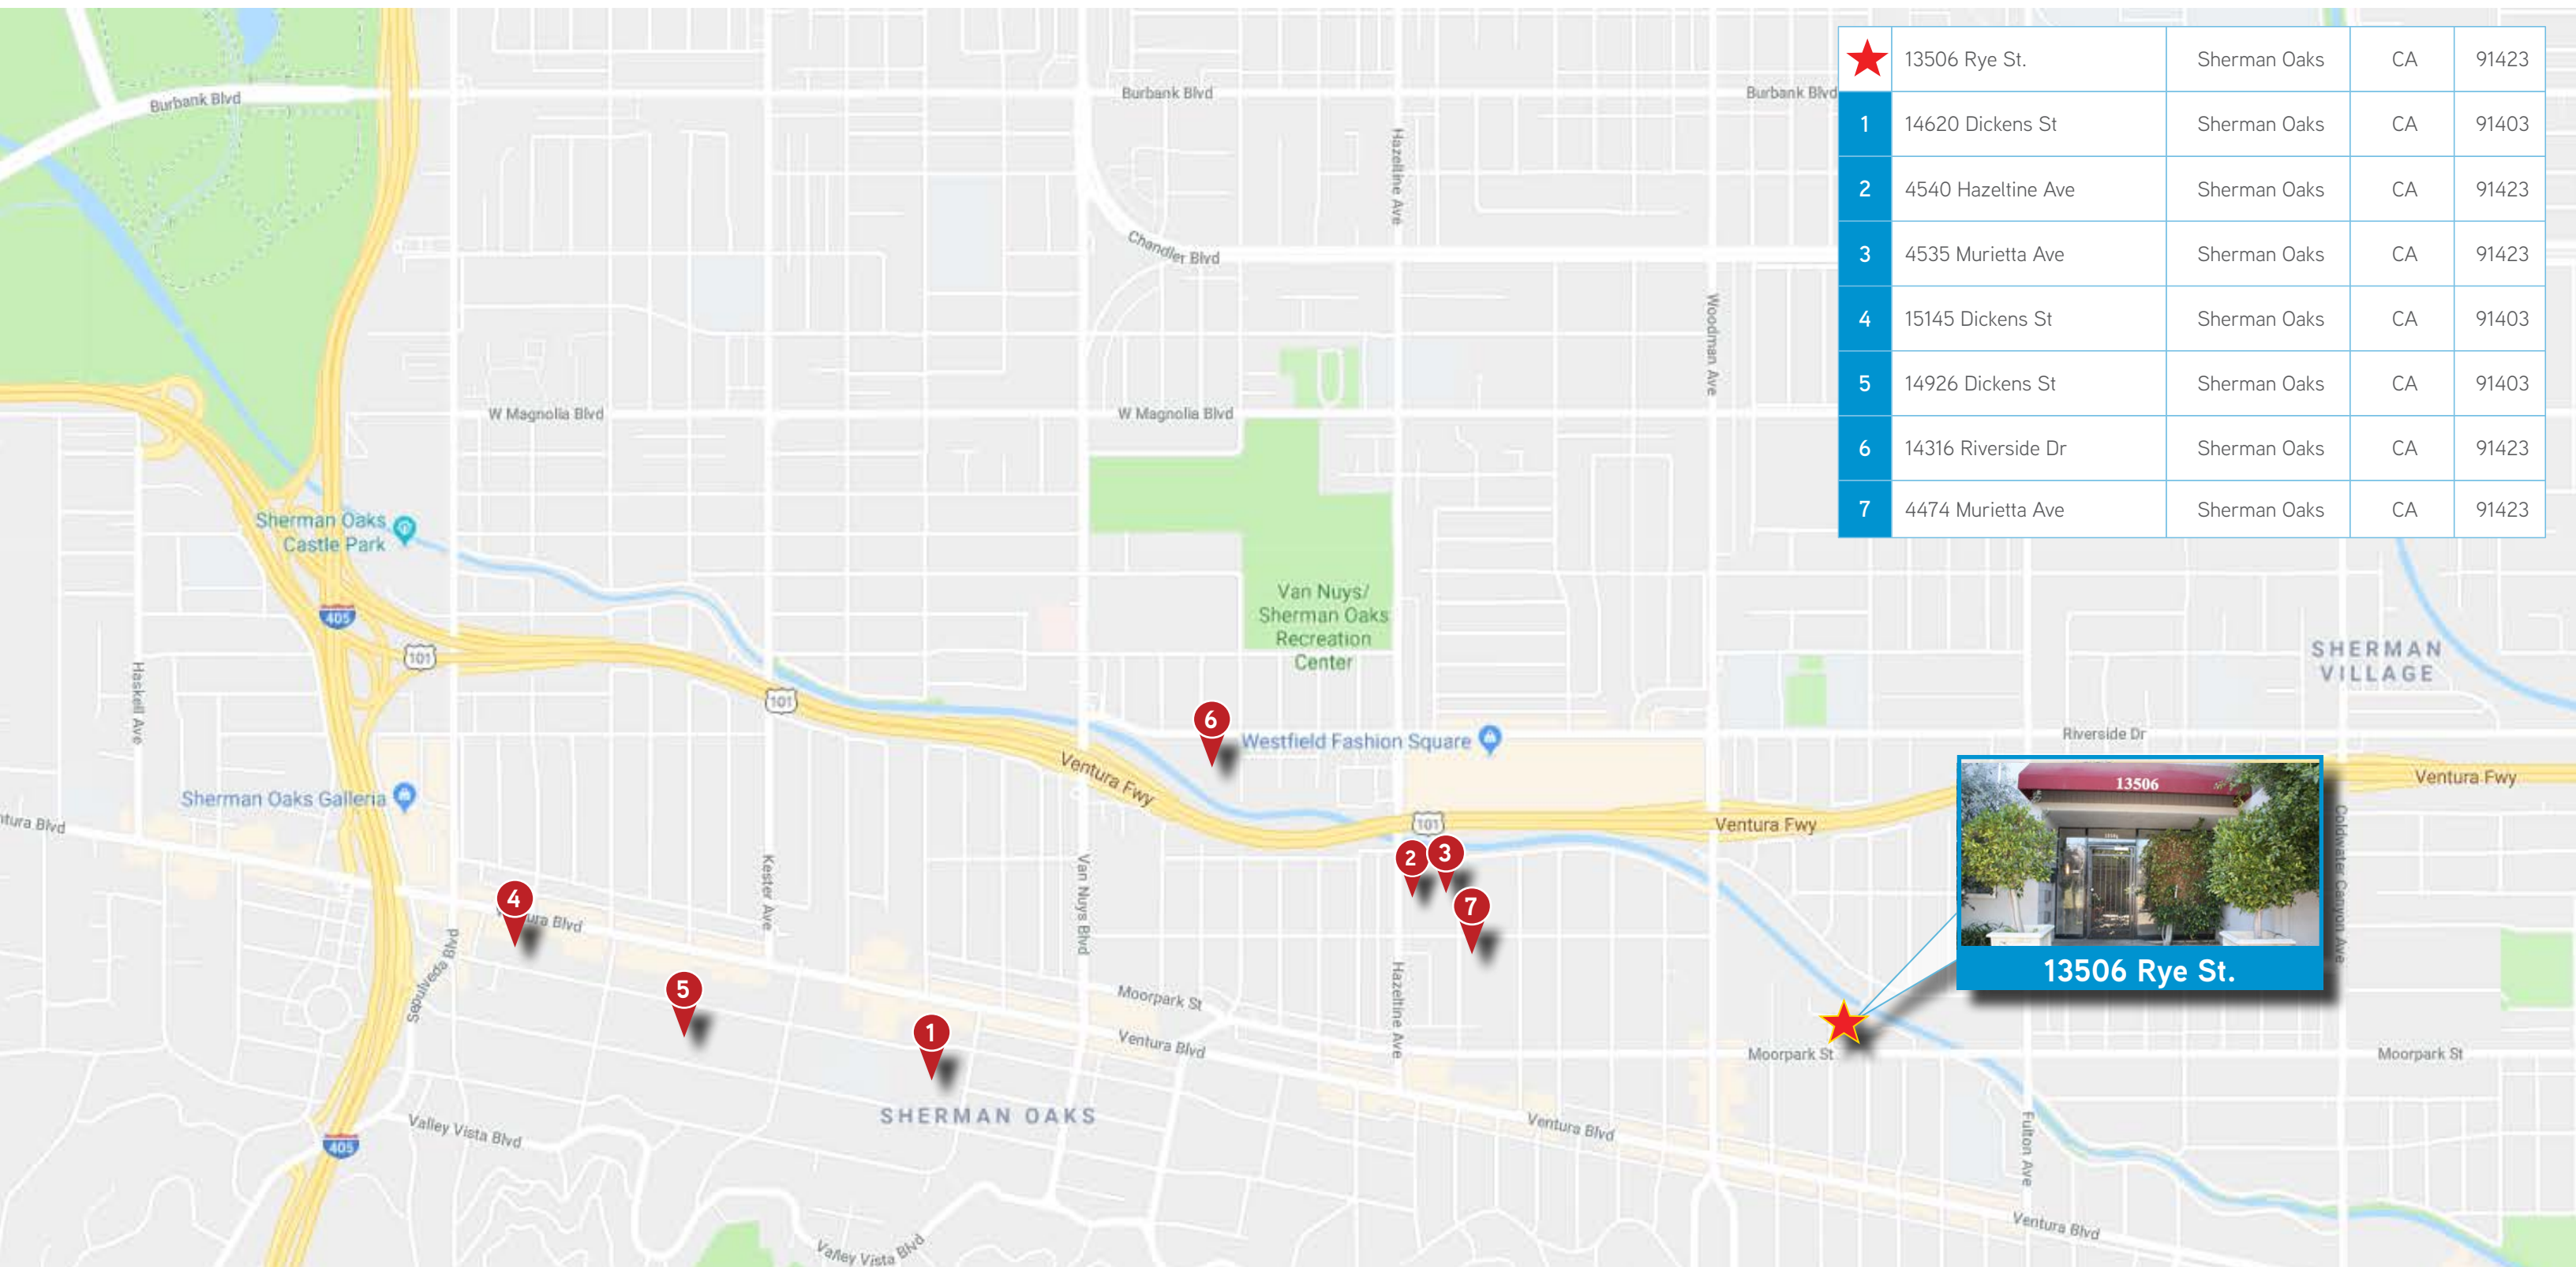 13506 Rye St. Sherman Oaks CA 91423
1 14620 Dickens St Sherman Oaks CA 91403
2 4540 Hazeltine Ave Sherman Oaks CA 91423
3 4535 Murietta Ave Sherman Oaks CA 91423
4 15145 Dickens St Sherman Oaks CA 91403
5 14926 Dickens St Sherman Oaks CA 91403
6 14316 Riverside Dr Sherman Oaks CA 91423
7 4474 Murietta Ave Sherman Oaks CA 91423
Burbank Blvd
Burbank Blvd
Burbank Blvd
Hazeltine Ave
Chandler Blvd
Woodman Ave
W Magnolia Blvd
W Magnolia Blvd
Sherman Oaks
Castle Park
405
101
101
Van Nuys/
Sherman Oaks
Recreation
Center
SHERMAN
VILLAGE
Haskell Ave
6
Westfield Fashion Square
Riverside Dr
Ventura Fwy
Ventura Fwy
Ventura Fwy
101
Sherman Oaks Galleria
13506
13506 Rye St.
Coldwater Canyon Ave
2
3
7
4
5
1
Kester Ave
Van Nuys Blvd
Sepulveda Blvd
Hazeltine Ave
Moorpark St
Moorpark St
Moorpark St
Ventura Blvd
SHERMAN OAKS
Valley Vista Blvd
405
Ventura Blvd
Fulton Ave
Ventura Blvd
Valley Vista Blvd